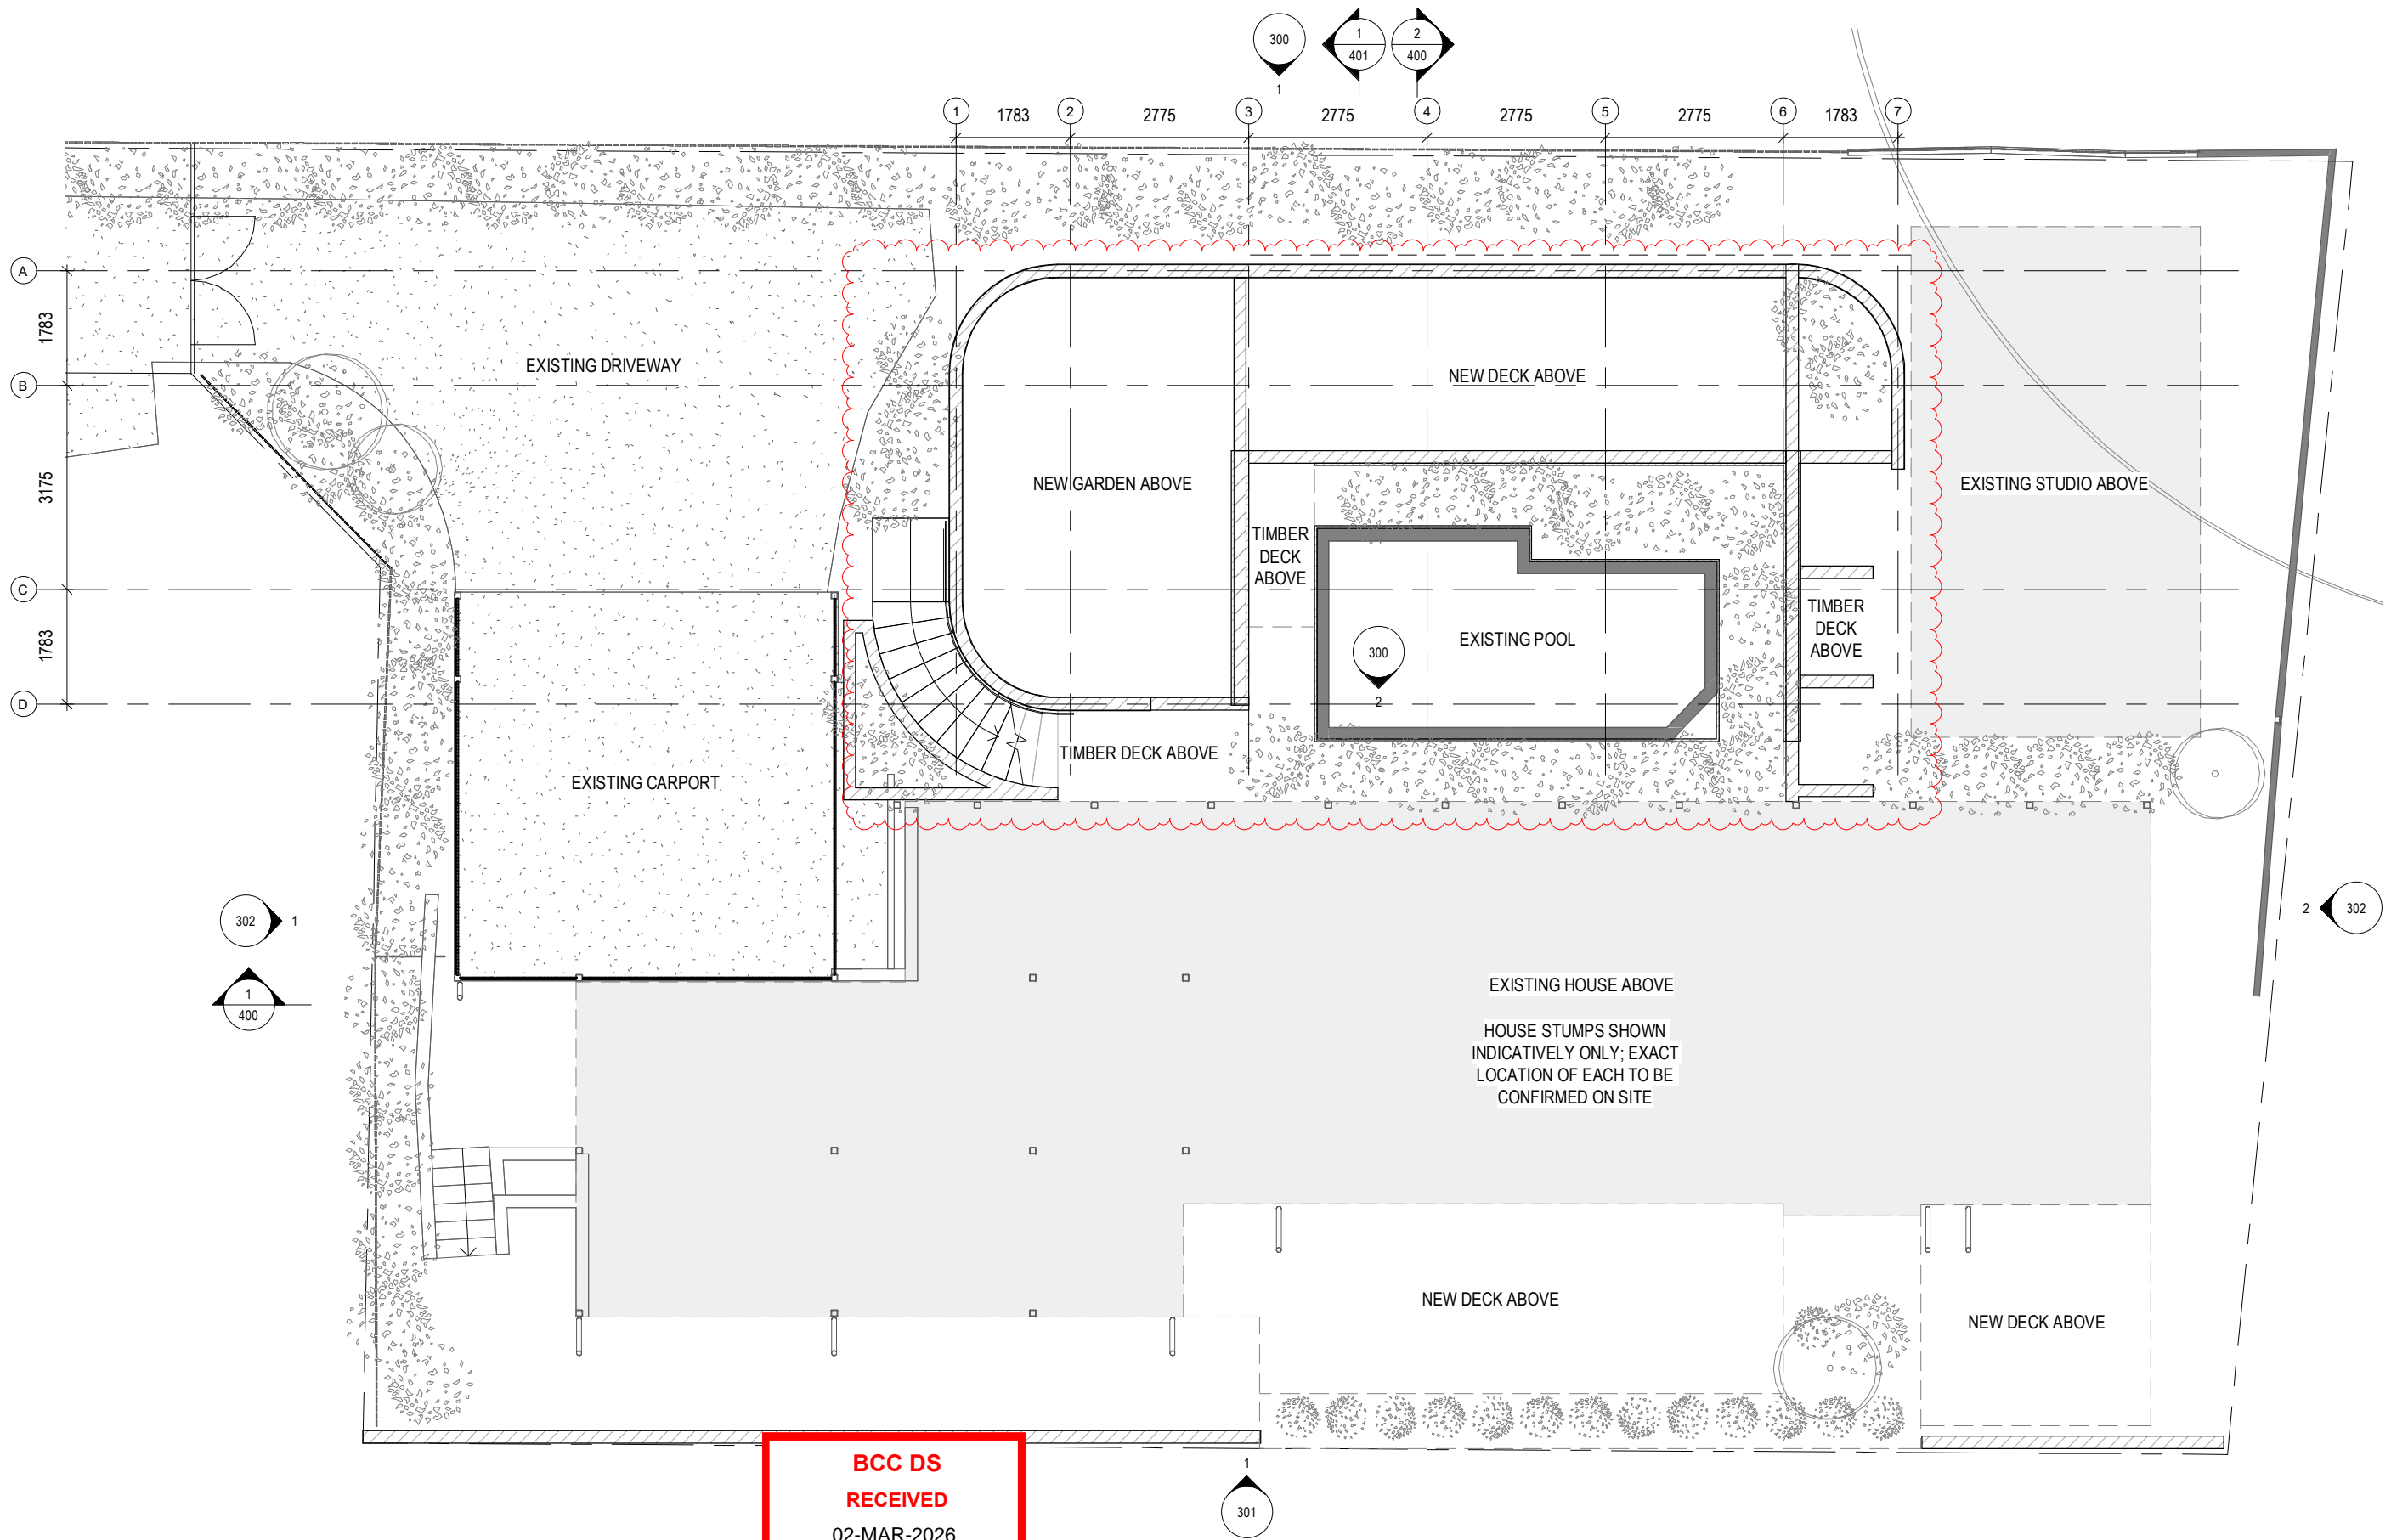 300
1
1
401
2
400
1
1783
2
2775
3
2775
4
2775
5
2775
6
1783
7
A
1783
B
3175
C
1783
D
EXISTING DRIVEWAY
NEW DECK ABOVE
NEW GARDEN ABOVE
EXISTING STUDIO ABOVE
TIMBER
DECK
ABOVE
TIMBER
DECK
ABOVE
EXISTING POOL
300
2
TIMBER DECK ABOVE
EXISTING CARPORT
302
1
2
302
1
400
EXISTING HOUSE ABOVE
HOUSE STUMPS SHOWN
INDICATIVELY ONLY; EXACT
LOCATION OF EACH TO BE
CONFIRMED ON SITE
NEW DECK ABOVE
NEW DECK ABOVE
BCC DS
RECEIVED
02-MAR-2026
1
301